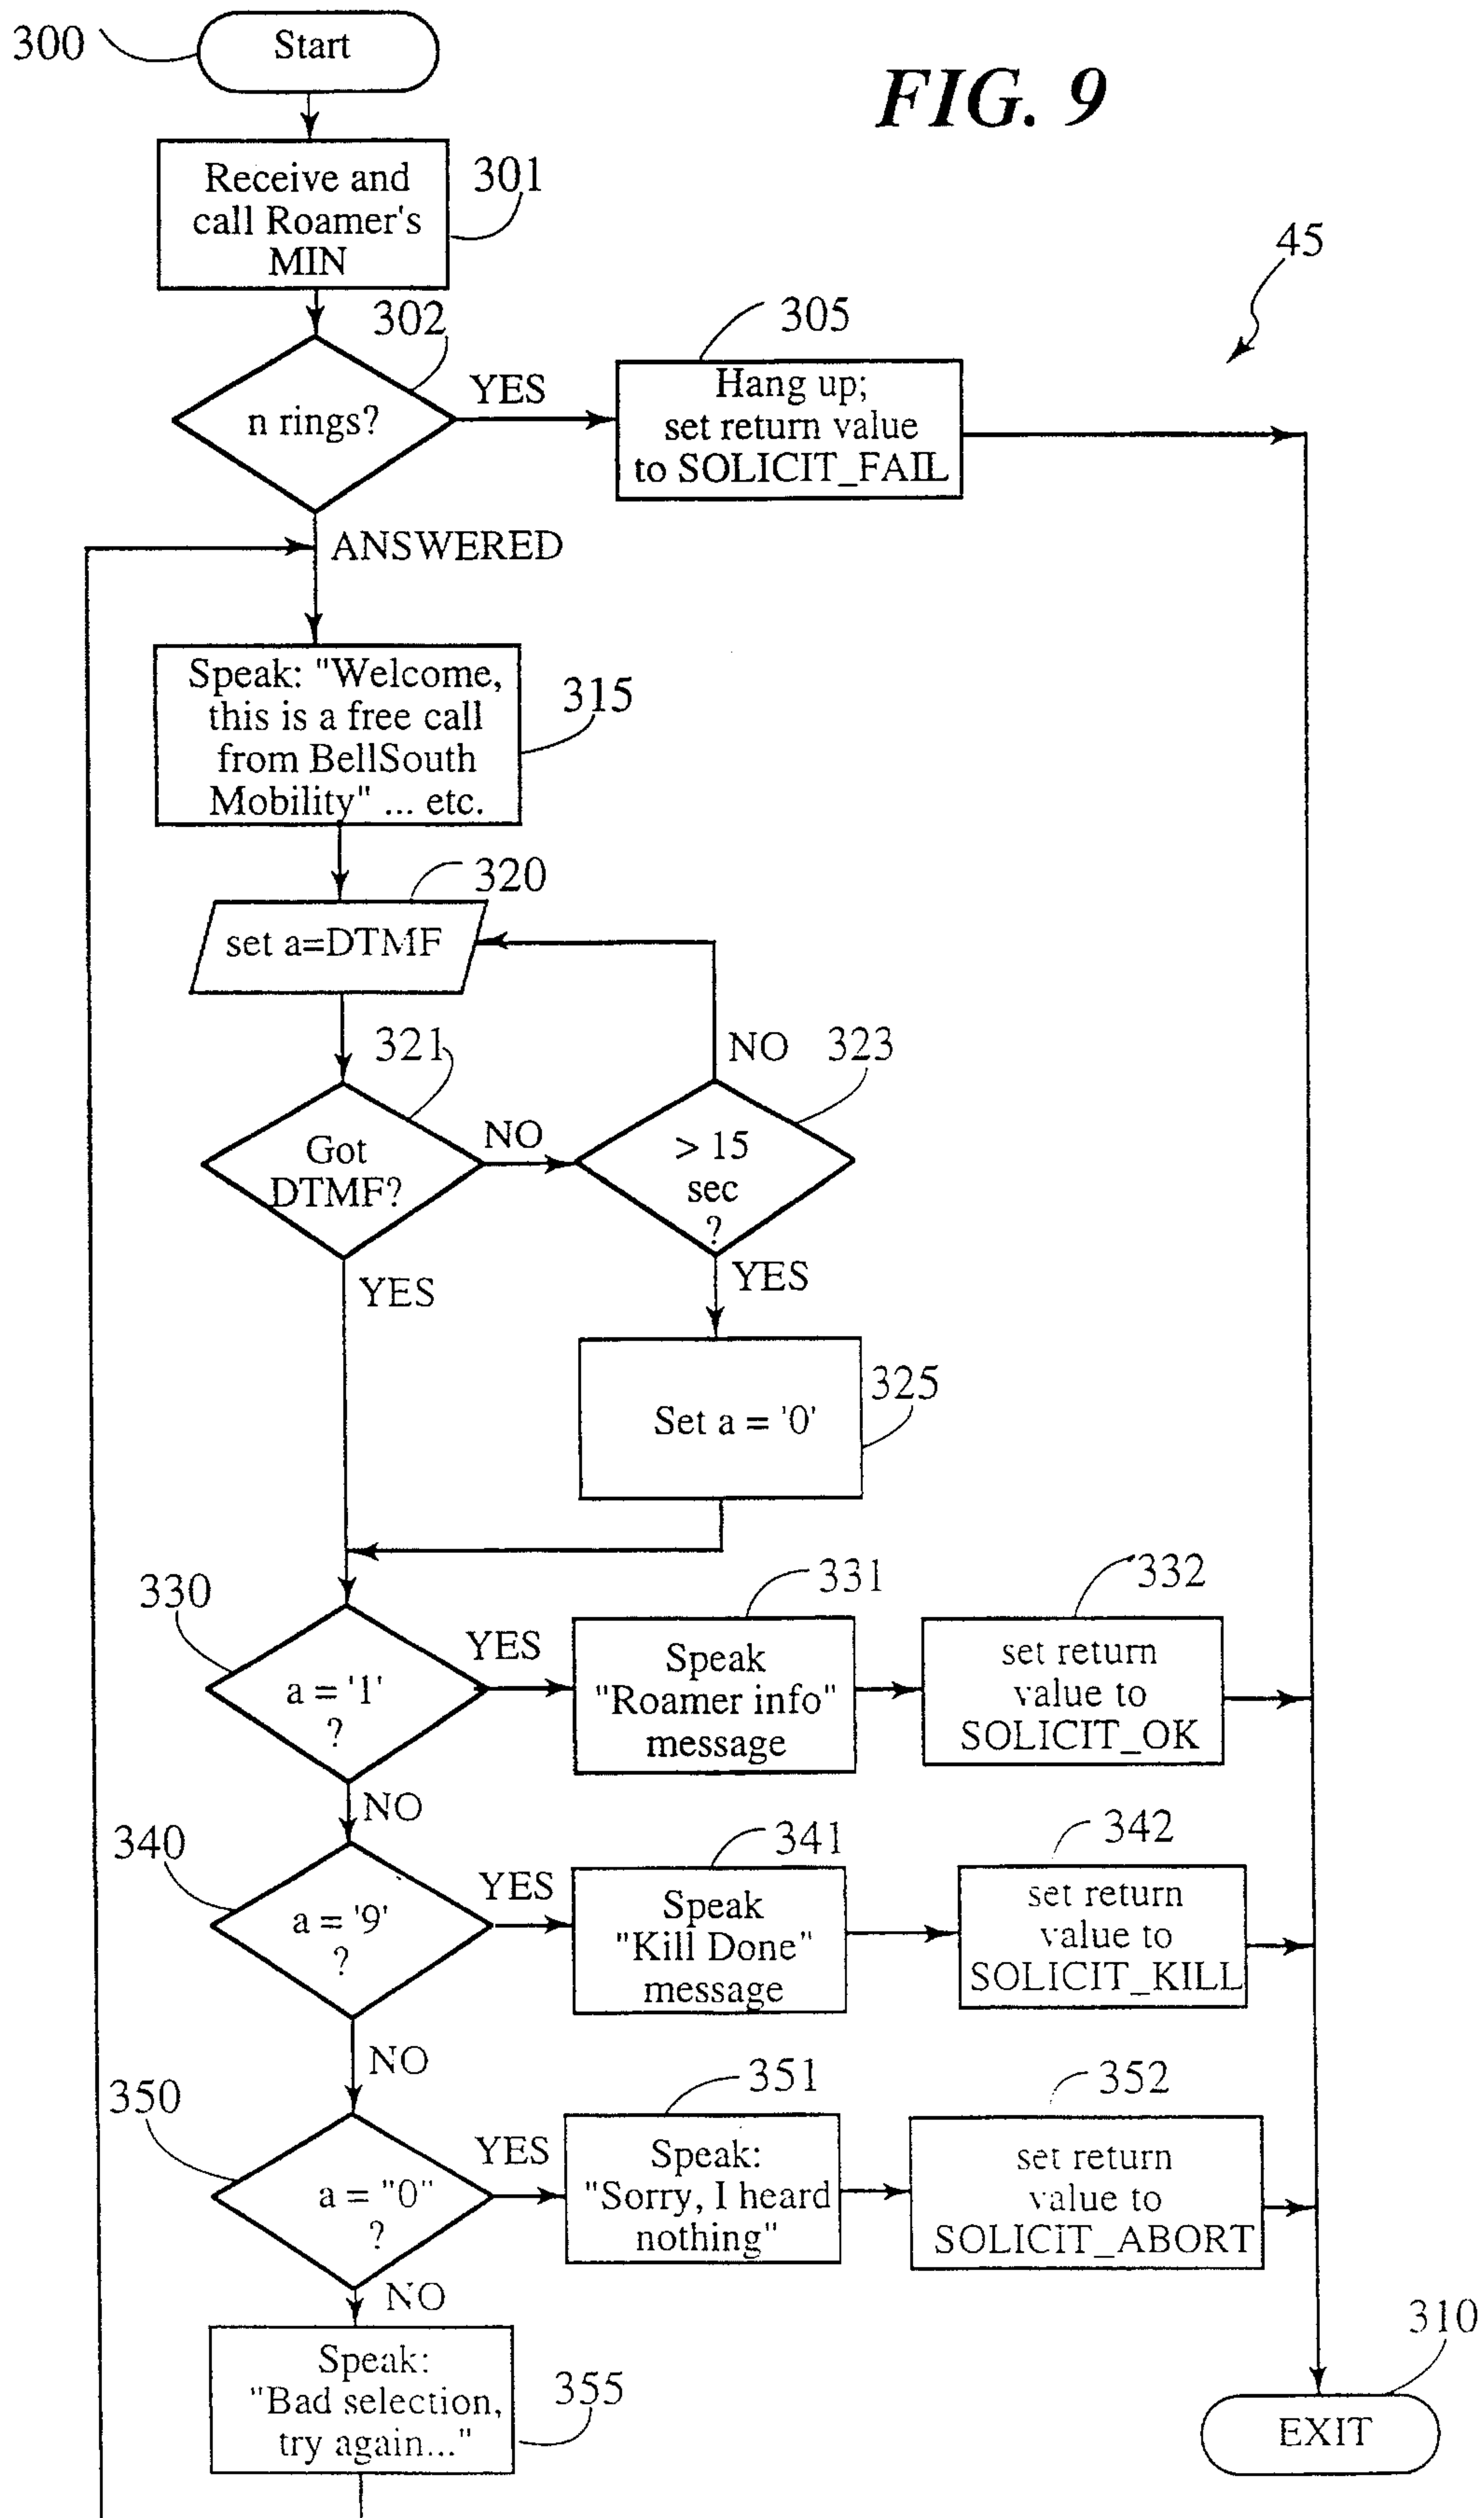 300
Start
FIG. 9
Receive and
call Roamer's
MIN
301
45
302
n rings?
YES
305
Hang up;
set return value
to SOLICIT_FAIL
ANSWERED
Speak: "Welcome,
this is a free call
from BellSouth
Mobility" ... etc.
315
320
set a=DTMF
321
Got
DTMF?
NO
NO
323
> 15
sec
?
YES
YES
Set a = '0'
325
330
a = '1'
?
YES
331
Speak
"Roamer info"
message
332
set return
value to
SOLICIT_OK
NO
340
a = '9'
?
YES
341
Speak
"Kill Done"
message
342
set return
value to
SOLICIT_KILL
NO
350
a = "0"
?
YES
351
Speak:
"Sorry, I heard
nothing"
352
set return
value to
SOLICIT_ABORT
NO
Speak:
"Bad selection,
try again..."
355
310
EXIT